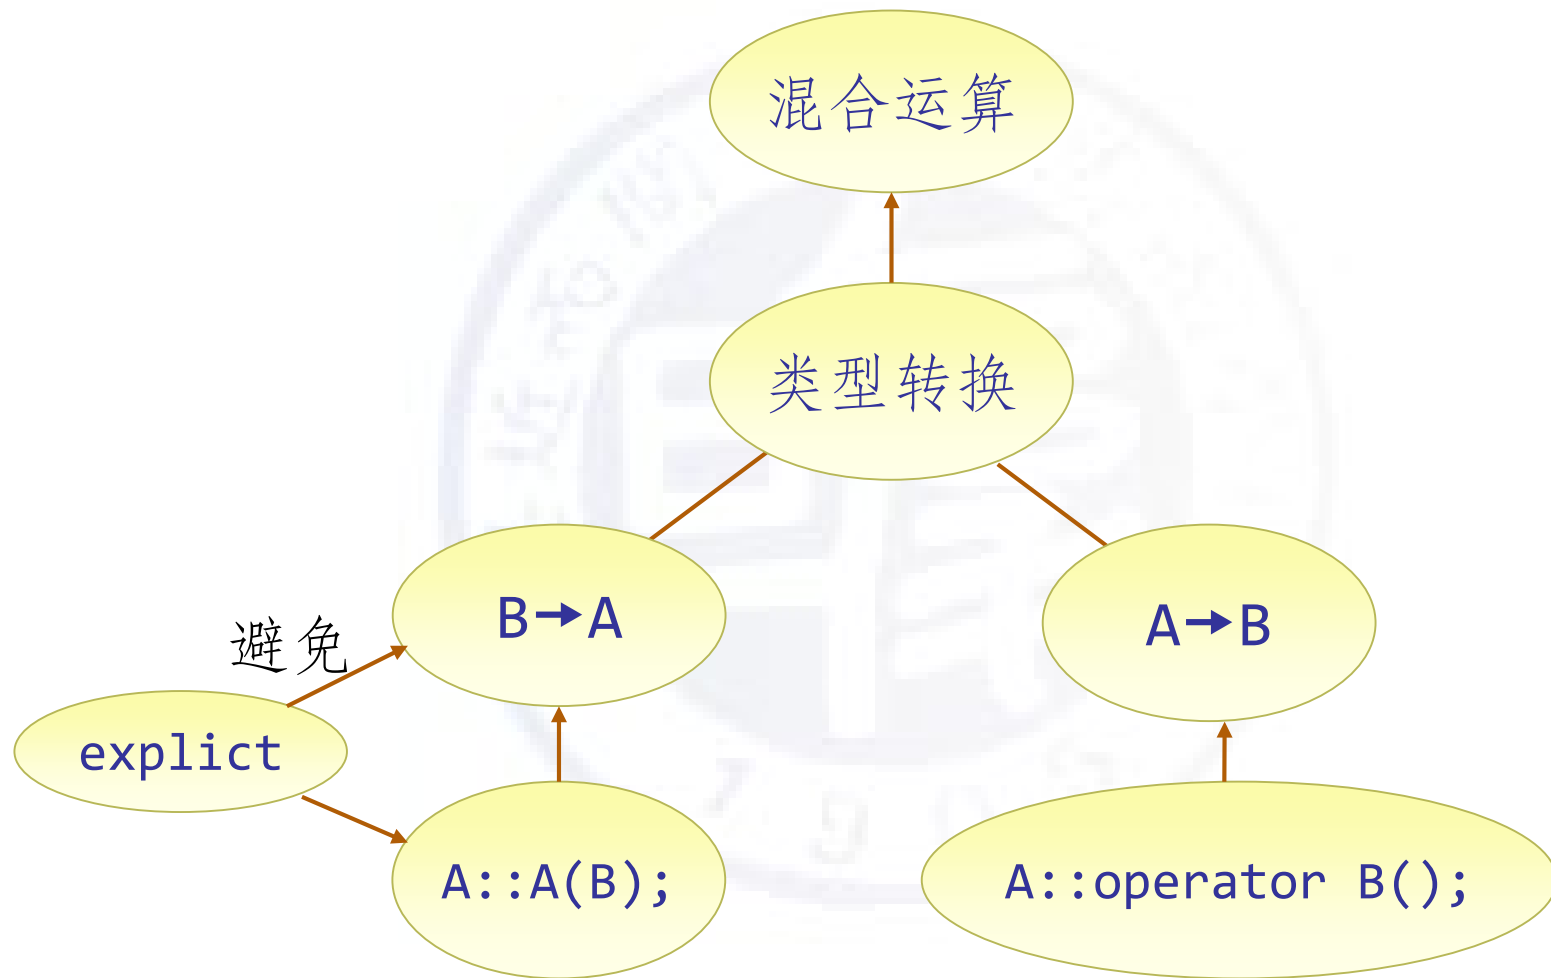 混合运算
类型转换
B→A
A→B
避免
explict
A::A(B);
A::operator B();